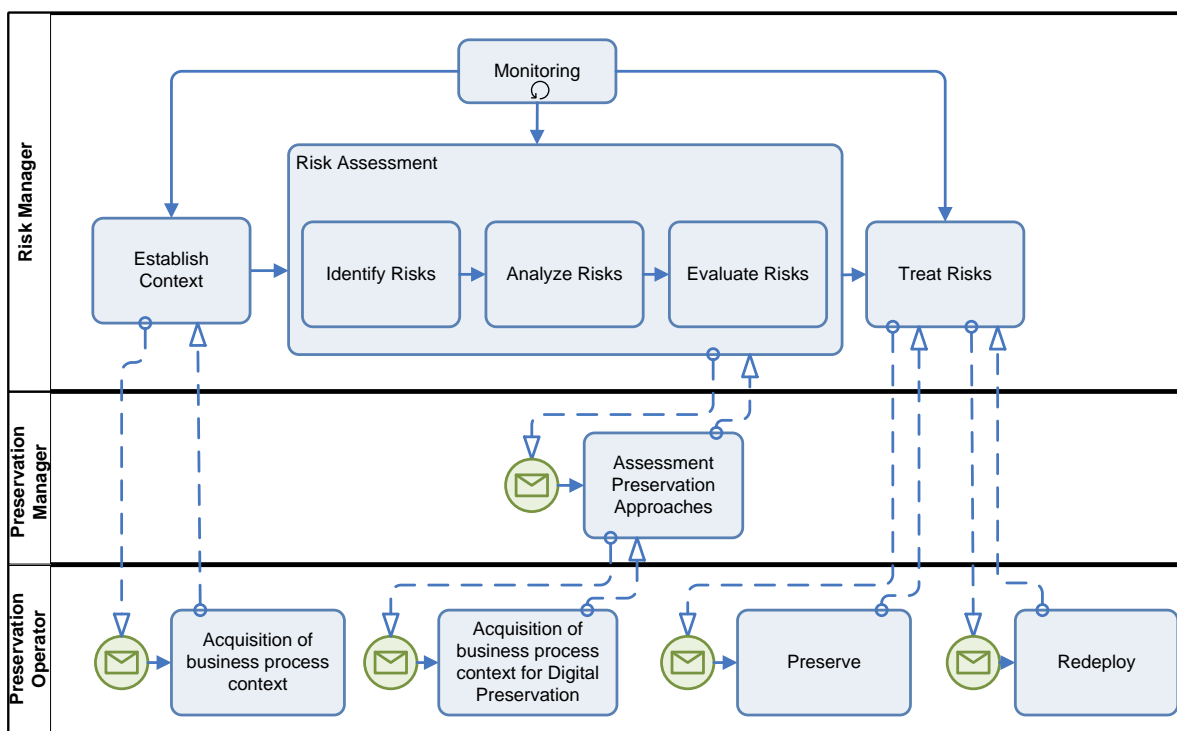 Risk Manager
Monitoring
Risk Assessment
Establish
Context
Identify Risks
Analyze Risks
Evaluate Risks
Treat Risks
Preservation
Manager
Assessment
Preservation
Approaches
Preservation
Operator
Acquisition of
business process
context
Acquisition of
business process
context for Digital
Preservation
Preserve
Redeploy